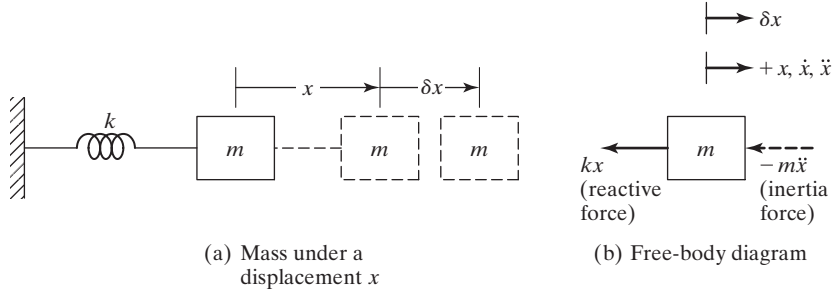 k
m
x
δx
m
m
(a) Mass under a
displacement x
δx
+ x, ẋ, ẍ
m
kx
(reactive
force)
−mẍ
(inertia
force)
(b) Free-body diagram